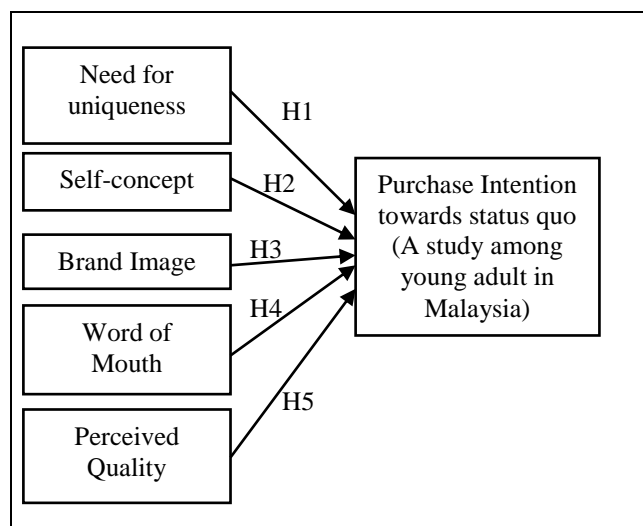 Need for
uniqueness
H1
Self-concept
H2
Purchase Intention
towards status quo
(A study among
young adult in
Malaysia)
Brand Image
H3
Word of
Mouth
H4
Perceived
Quality
H5